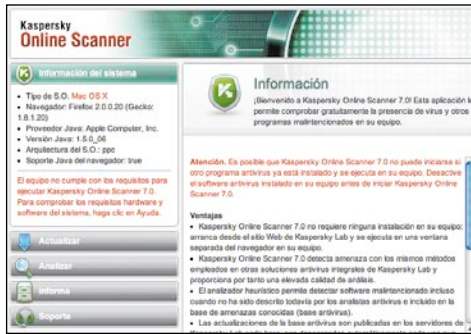 Kaspersky
Online Scanner
Información del sistema
• Tipo de S.O. Mac OS X
• Navegador: Firefox 2.0.0.20 (Gecko:
1.8.1.20)
• Proveedor Java: Apple Computer, Inc.
• Versión Java: 1.5.0_06
• Arquitectura del S.O.: ppc
• Soporte Java del navegador: true
El equipo no cumple con los requisitos para
ejecutar Kaspersky Online Scanner 7.0.
Para comprobar los requisitos hardware y
software del sistema, haga clic en Ayuda.
Actualizar
Analizar
Informa
Soporte
Información
¡Bienvenido a Kaspersky Online Scanner 7.0! Esta aplicación le
permite comprobar gratuitamente la presencia de virus y otros
programas malintencionados en su equipo.
Atención. Es posible que Kaspersky Online Scanner 7.0 no puede iniciarse si
otro programa antivirus ya está instalado y se ejecuta en su equipo. Desactive
el software antivirus instalado en su equipo antes de iniciar Kaspersky Online
Scanner 7.0.
Ventajas
• Kaspersky Online Scanner 7.0 no requiere ninguna instalación en su equipo:
arranca desde el sitio Web de Kaspersky Lab y se ejecuta en una ventana
separada del navegador en su equipo.
• Kaspersky Online Scanner 7.0 detecta amenaza con los mismos métodos
empleados en otras soluciones antivirus integrales de Kaspersky Lab y
proporciona por tanto una elevada calidad de análisis.
• El analizador heurístico permite detectar software malintencionado incluso
cuando no ha sido descrito todavía por los analistas antivirus e incluido en la
base de amenazas conocidas (base antivirus).
• Las actualizaciones de la base antivirus son publicadas en los servidores de